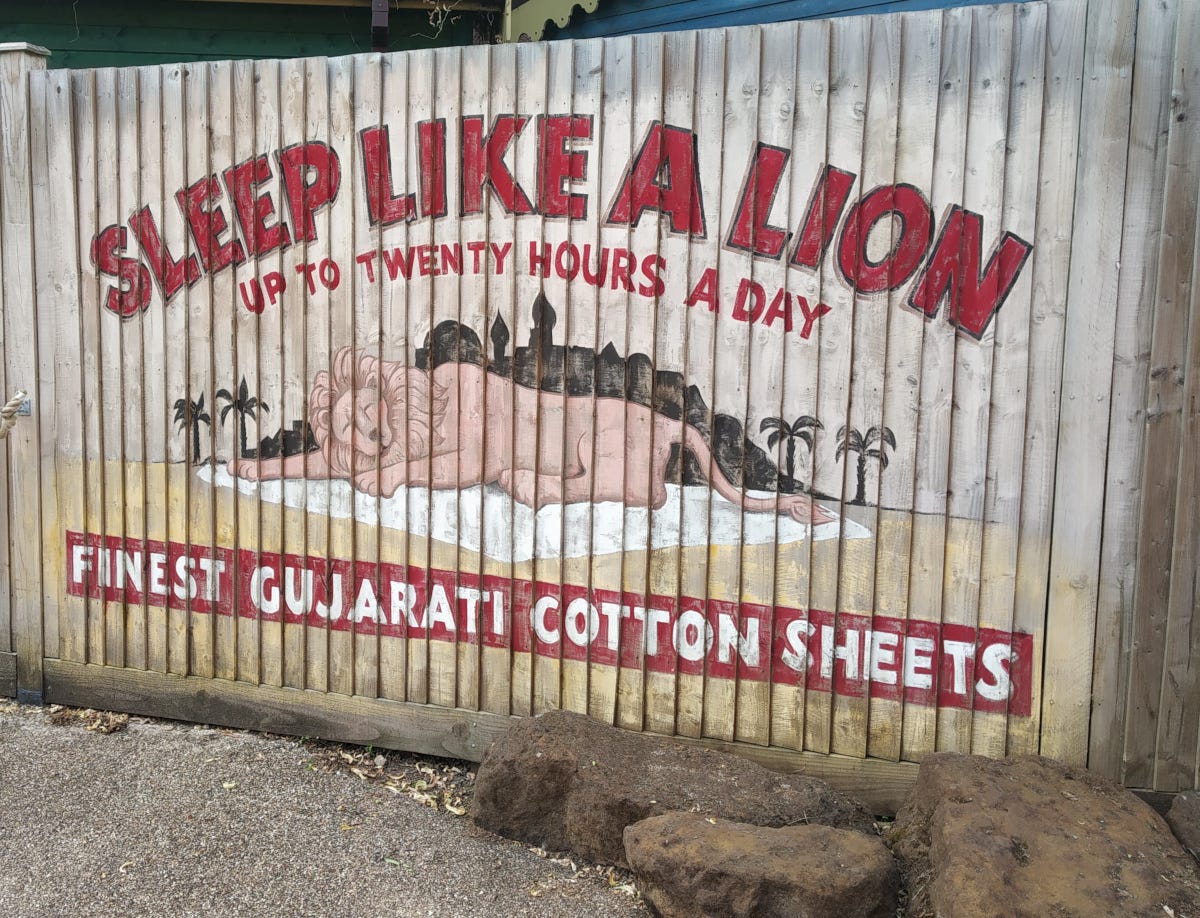 SLEEP LIKE A LION
UP TO TWENTY HOURS A DAY
FINEST GUJARATI COTTON SHEETS